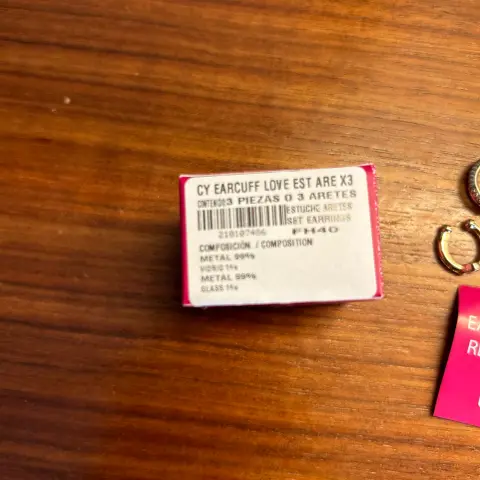 CY EARCUFF LOVE EST ARE X3
CONTENIDO3 PIEZAS O 3 ARETES
ESTUCHE ARETES
SET EARRINGS
210107406
FH40
COMPOSICIÓN / COMPOSITION
METAL 99%
VIDRIO 1%
METAL 99%
GLASS 1%